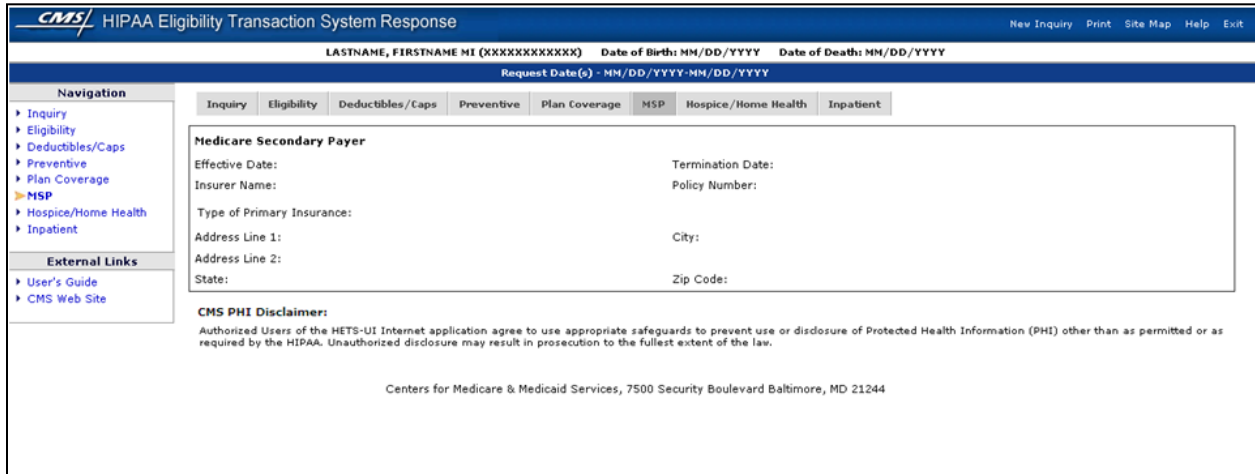 CMS HIPAA Eligibility Transaction System Response
New Inquiry Print Site Map Help Exit
LASTNAME, FIRSTNAME MI (XXXXXXXXXXXX) Date of Birth: MM/DD/YYYY Date of Death: MM/DD/YYYY
Request Date(s) - MM/DD/YYYY-MM/DD/YYYY
Navigation
Inquiry
Eligibility
Deductibles/Caps
Preventive
Plan Coverage
MSP
Hospice/Home Health
Inpatient
External Links
User's Guide
CMS Web Site
Inquiry Eligibility Deductibles/Caps Preventive Plan Coverage MSP Hospice/Home Health Inpatient
Medicare Secondary Payer
Effective Date: Termination Date:
Insurer Name: Policy Number:
Type of Primary Insurance:
Address Line 1: City:
Address Line 2:
State: Zip Code:
CMS PHI Disclaimer:
Authorized Users of the HETS-UI Internet application agree to use appropriate safeguards to prevent use or disclosure of Protected Health Information (PHI) other than as permitted or as
required by the HIPAA. Unauthorized disclosure may result in prosecution to the fullest extent of the law.
Centers for Medicare & Medicaid Services, 7500 Security Boulevard Baltimore, MD 21244